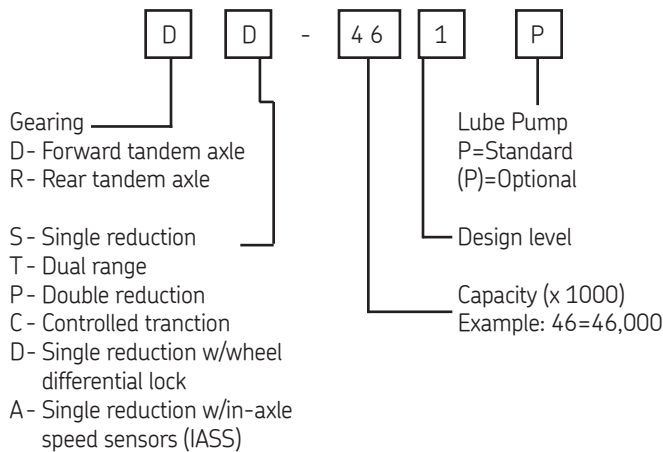 D D - 4 6 1 P
Gearing
D- Forward tandem axle
R- Rear tandem axle
S - Single reduction
T - Dual range
P - Double reduction
C - Controlled tranction
D- Single reduction w/wheel
differential lock
A- Single reduction w/in-axle
speed sensors (IASS)
Lube Pump
P=Standard
(P)=Optional
Design level
Capacity (x 1000)
Example: 46=46,000